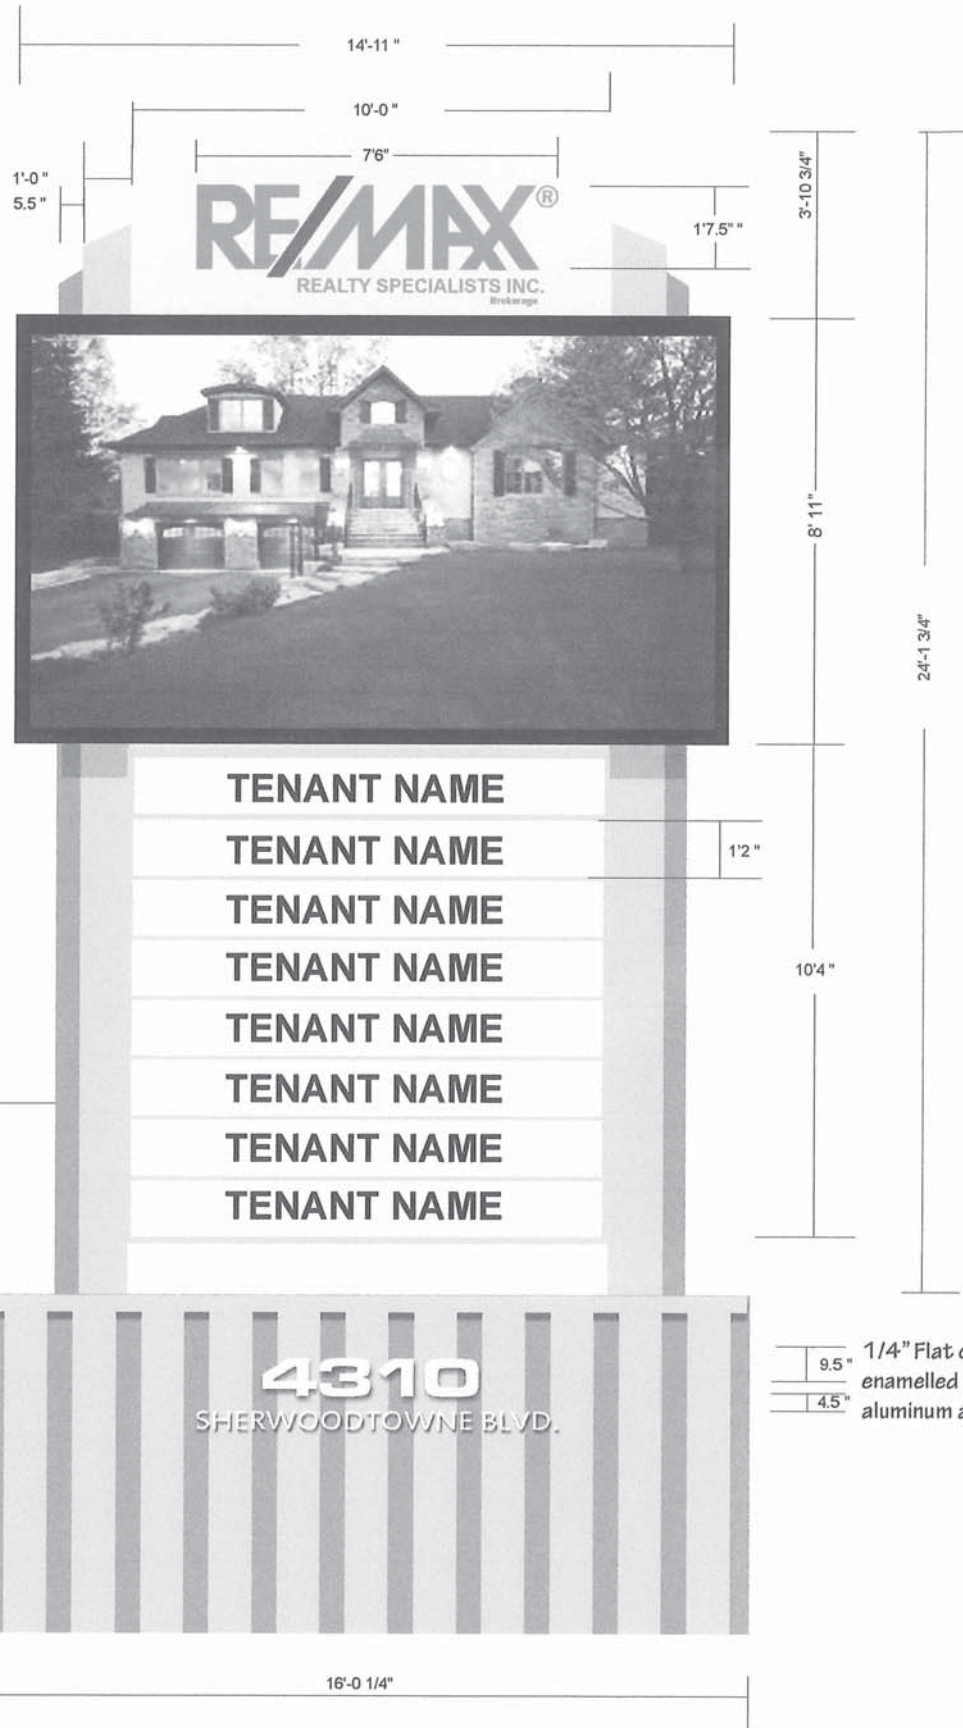 14'-11 "
10'-0 "
7'6"
1'-0 "
5.5 "
3'-10 3/4"
1'7.5" "
RE/MAX®
REALTY SPECIALISTS INC.
Brokerage
8' 11"
24'-1 3/4"
TENANT NAME
TENANT NAME
1'2 "
TENANT NAME
TENANT NAME
10'4 "
TENANT NAME
TENANT NAME
TENANT NAME
TENANT NAME
4310
SHERWOODTOWNE BLVD.
9.5 "
4.5 "
1/4" Flat
enamelled
aluminum
16'-0 1/4"